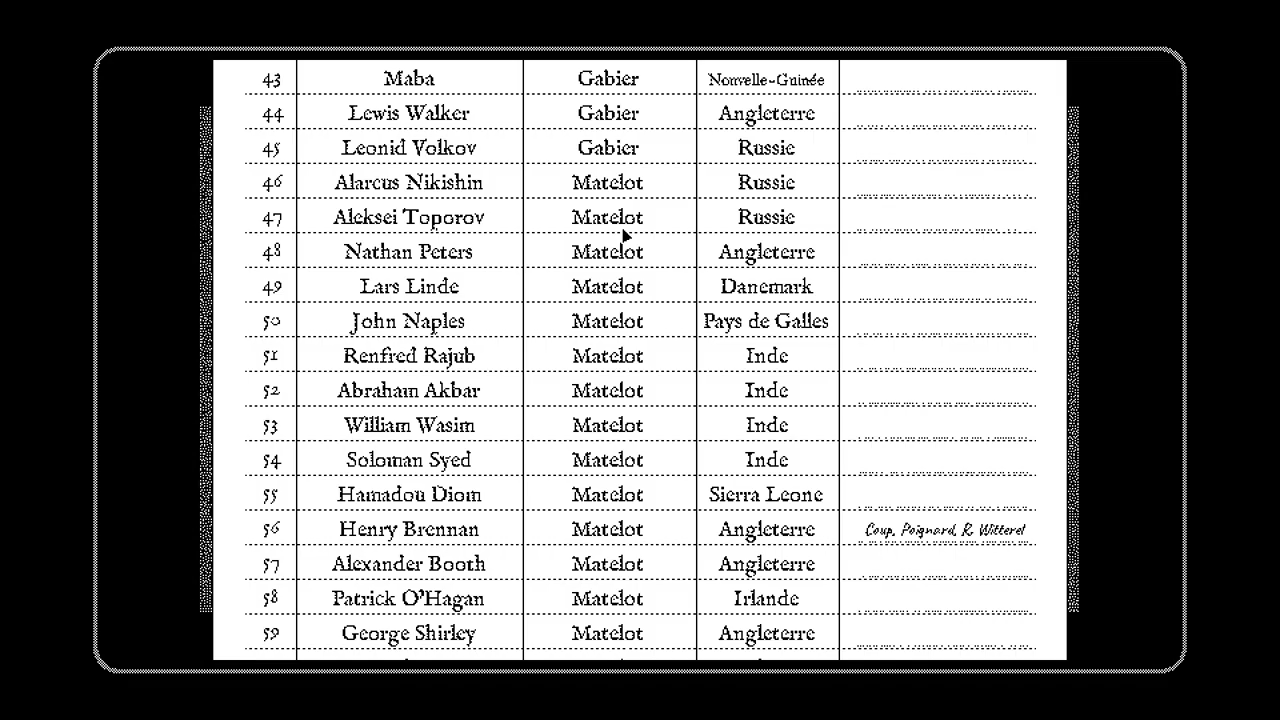 43 Maba Gabier Nouvelle-Guinée
44 Lewis Walker Gabier Angleterre
45 Leonid Volkov Gabier Russie
46 Alarcus Nikishin Matelot Russie
47 Aleksei Toporov Matelot Russie
48 Nathan Peters Matelot Angleterre
49 Lars Linde Matelot Danemark
50 John Naples Matelot Pays de Galles
51 Renfred Rajub Matelot Inde
52 Abraham Akbar Matelot Inde
53 William Wasim Matelot Inde
54 Soloman Syed Matelot Inde
55 Hamadou Diom Matelot Sierra Leone
56 Henry Brennan Matelot Angleterre Coup, Poignard, R. Witterel
57 Alexander Booth Matelot Angleterre
58 Patrick O'Hagan Matelot Irlande
59 George Shirley Matelot Angleterre